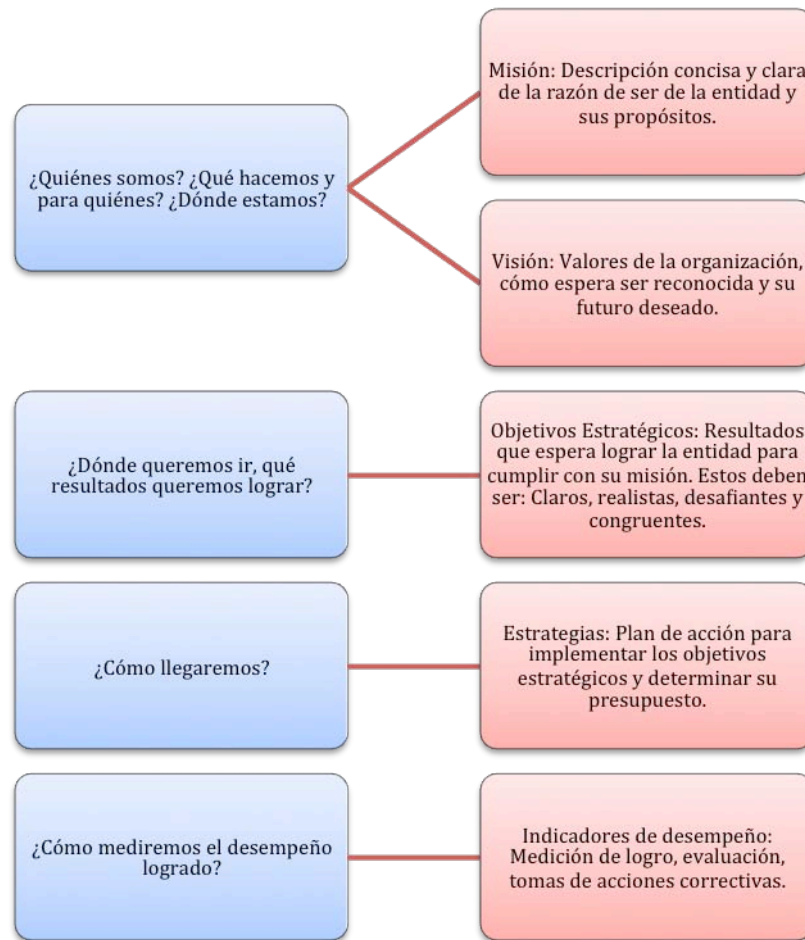 ¿Quiénes somos? ¿Qué hacemos y
para quiénes? ¿Dónde estamos?
Misión: Descripción concisa y clara
de la razón de ser de la entidad y
sus propósitos.
Visión: Valores de la organización,
cómo espera ser reconocida y su
futuro deseado.
¿Dónde queremos ir, qué
resultados queremos lograr?
Objetivos Estratégicos: Resultados
que espera lograr la entidad para
cumplir con su misión. Estos deben
ser: Claros, realistas, desafiantes y
congruentes.
¿Cómo llegaremos?
Estrategias: Plan de acción para
implementar los objetivos
estratégicos y determinar su
presupuesto.
¿Cómo mediremos el desempeño
logrado?
Indicadores de desempeño:
Medición de logro, evaluación,
tomas de acciones correctivas.